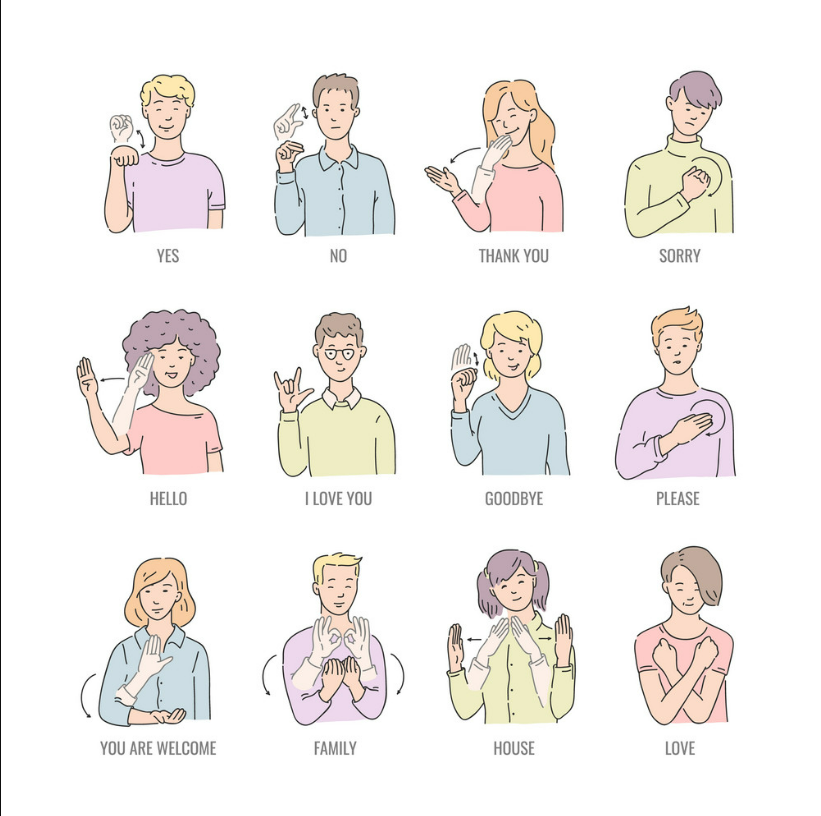 YES
NO
THANK YOU
SORRY
HELLO
I LOVE YOU
GOODBYE
PLEASE
YOU ARE WELCOME
FAMILY
HOUSE
LOVE